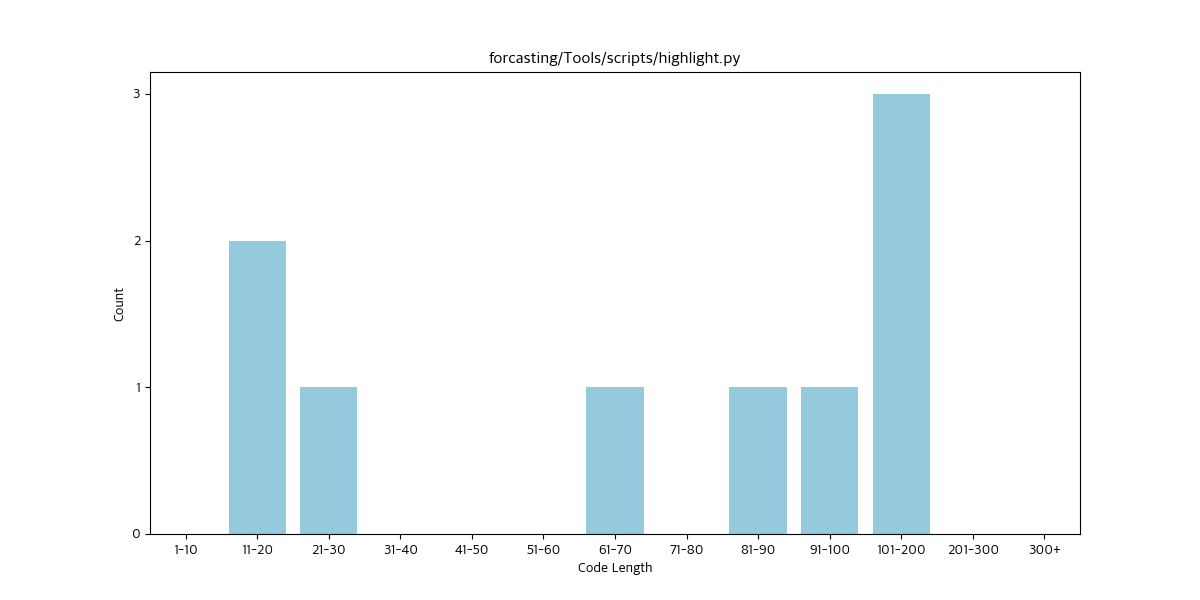 forcasting/Tools/scripts/highlight.py
Count
3
2
1
0
1-10 11-20 21-30 31-40 41-50 51-60 61-70 71-80 81-90 91-100 101-200 201-300 300+
Code Length